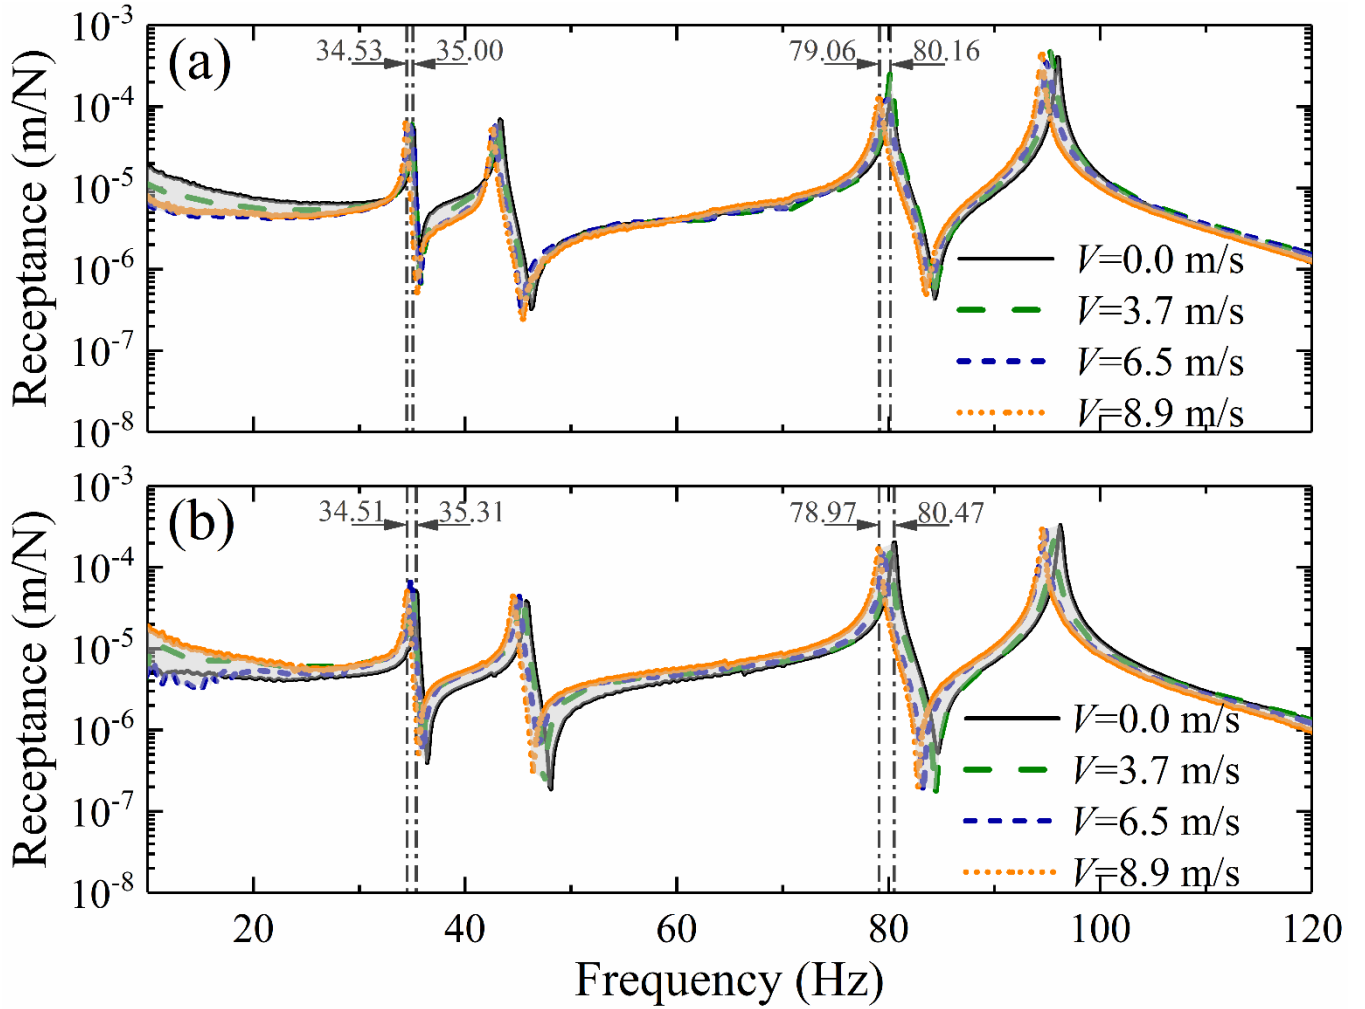 10-3
(a)
34.53
35.00
79.06
80.16
10-4
10-5
10-6
10-7
10-8
Receptance (m/N)
V=0.0 m/s
V=3.7 m/s
V=6.5 m/s
V=8.9 m/s
10-3
(b)
34.51
35.31
78.97
80.47
10-4
10-5
10-6
10-7
10-8
Receptance (m/N)
V=0.0 m/s
V=3.7 m/s
V=6.5 m/s
V=8.9 m/s
20 40 60 80 100 120
Frequency (Hz)